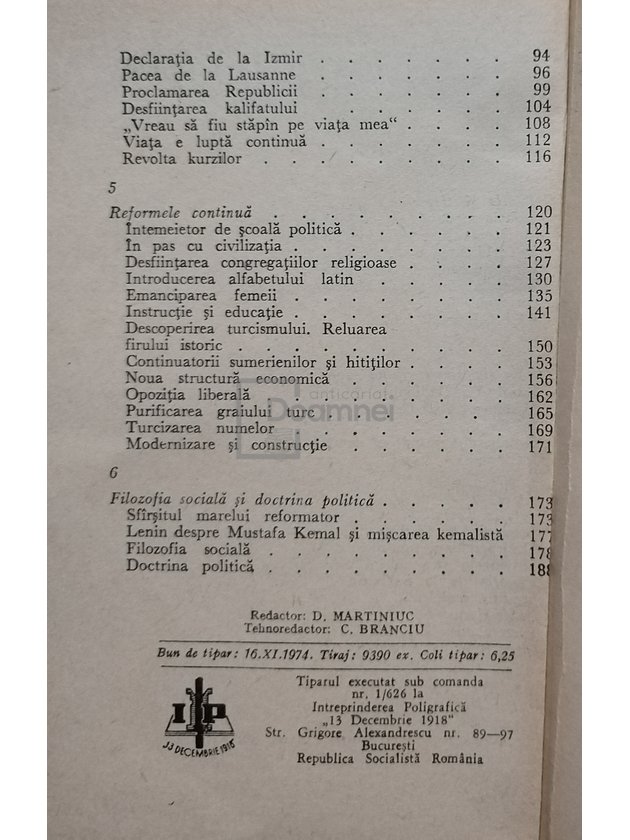 Declarația de la Izmir . . . . . . . 94
Pacea de la Lausanne . . . . . . . 96
Proclamarea Republicii . . . . . . . 99
Desființarea kalifatului . . . . . . . 104
„Vreau să fiu stăpîn pe viața mea“ . . . . 108
Viața e luptă continuă . . . . . . . 112
Revolta kurzilor . . . . . . . . 116
5
Reformele continuă . . . . . . . . 120
Întemeietor de școală politică . . . . . 121
În pas cu civilizația . . . . . . . 123
Desființarea congregațiilor religioase . . . . 127
Introducerea alfabetului latin . . . . . 130
Emanciparea femeii . . . . . . . 135
Instrucție și educație . . . . . . . 141
Descoperirea turcismului. Reluarea
firului istoric . . . . . . . . 150
Continuatorii sumerienilor și hitiților . . . . 153
Noua structură economică . . . . . . 156
Opoziția liberală . . . . . . . 162
Purificarea graiului turc . . . . . . 165
Turcizarea numelor . . . . . . . 169
Modernizare și construcție . . . . . . 171
anticariat
Doamnei
6
Filozofia socială și doctrina politică . . . . . 173
Sfîrșitul marelui reformator . . . . . . 173
Lenin despre Mustafa Kemal și mișcarea kemalistă 177
Filozofia socială . . . . . . . . 178
Doctrina politică . . . . . . . . 188
Redactor: D. MARTINIUC
Tehnoredactor: C. BRANCIU
Bun de tipar: 16.XI.1974. Tiraj: 9390 ex. Coli tipar: 6,25
Tiparul executat sub comanda
nr. 1/626 la
Intreprinderea Poligrafică
„13 Decembrie 1918“
Str. Grigore Alexandrescu nr. 89—97
București
Republica Socialistă România
I P
13 DECEMBRIE 1918